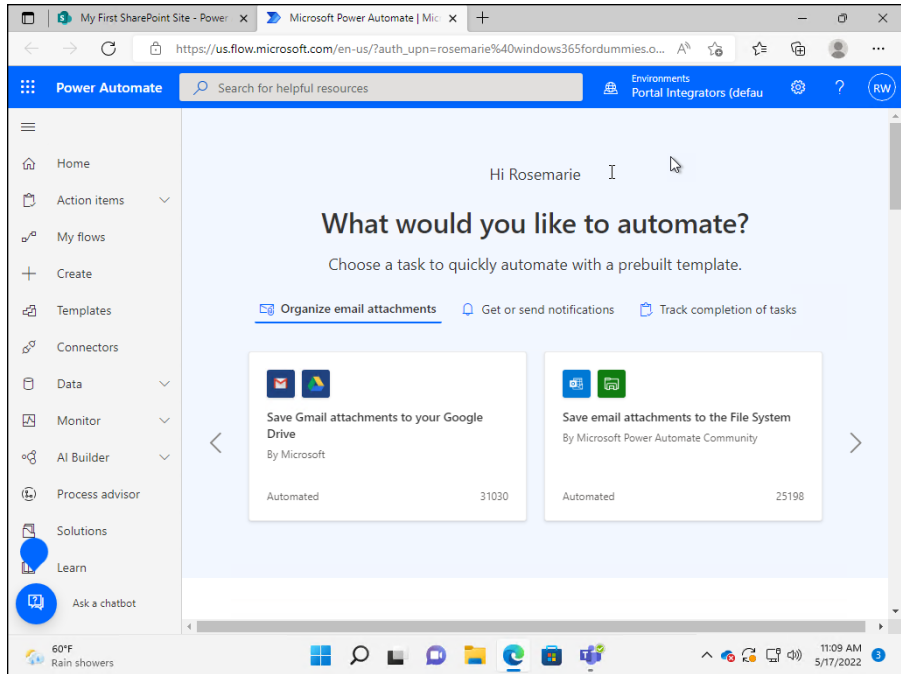 My First SharePoint Site - Power
Microsoft Power Automate | Mic
https://us.flow.microsoft.com/en-us/?auth_upn=rosemarie%40windows365fordummies.o...
Power Automate
Search for helpful resources
Environments
Portal Integrators (defau
RW
Home
Action items
My flows
Create
Templates
Connectors
Data
Monitor
AI Builder
Process advisor
Solutions
Learn
Ask a chatbot
Hi Rosemarie
What would you like to automate?
Choose a task to quickly automate with a prebuilt template.
Organize email attachments
Get or send notifications
Track completion of tasks
Save Gmail attachments to your Google
Drive
By Microsoft
Automated 31030
Save email attachments to the File System
By Microsoft Power Automate Community
Automated 25198
60°F
Rain showers
11:09 AM
5/17/2022
3